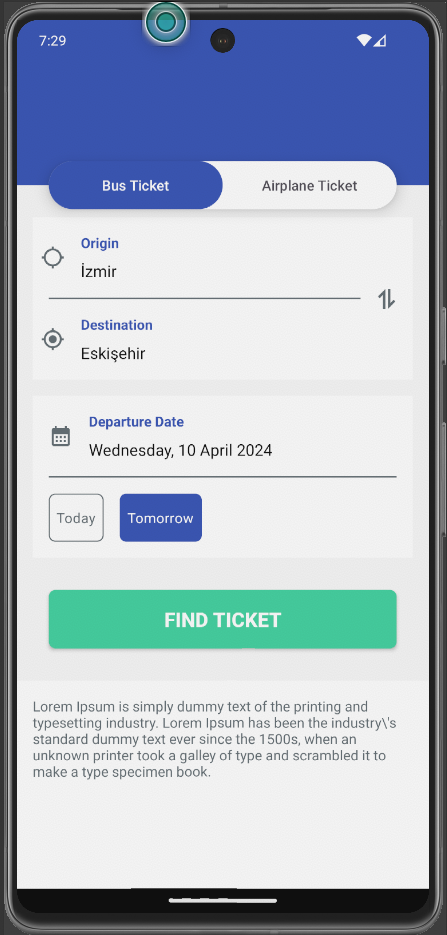 7:29
Bus Ticket Airplane Ticket
Origin
İzmir
Destination
Eskişehir
Departure Date
Wednesday, 10 April 2024
Today Tomorrow
FIND TICKET
Lorem Ipsum is simply dummy text of the printing and
typesetting industry. Lorem Ipsum has been the industry\'s
standard dummy text ever since the 1500s, when an
unknown printer took a galley of type and scrambled it to
make a type specimen book.